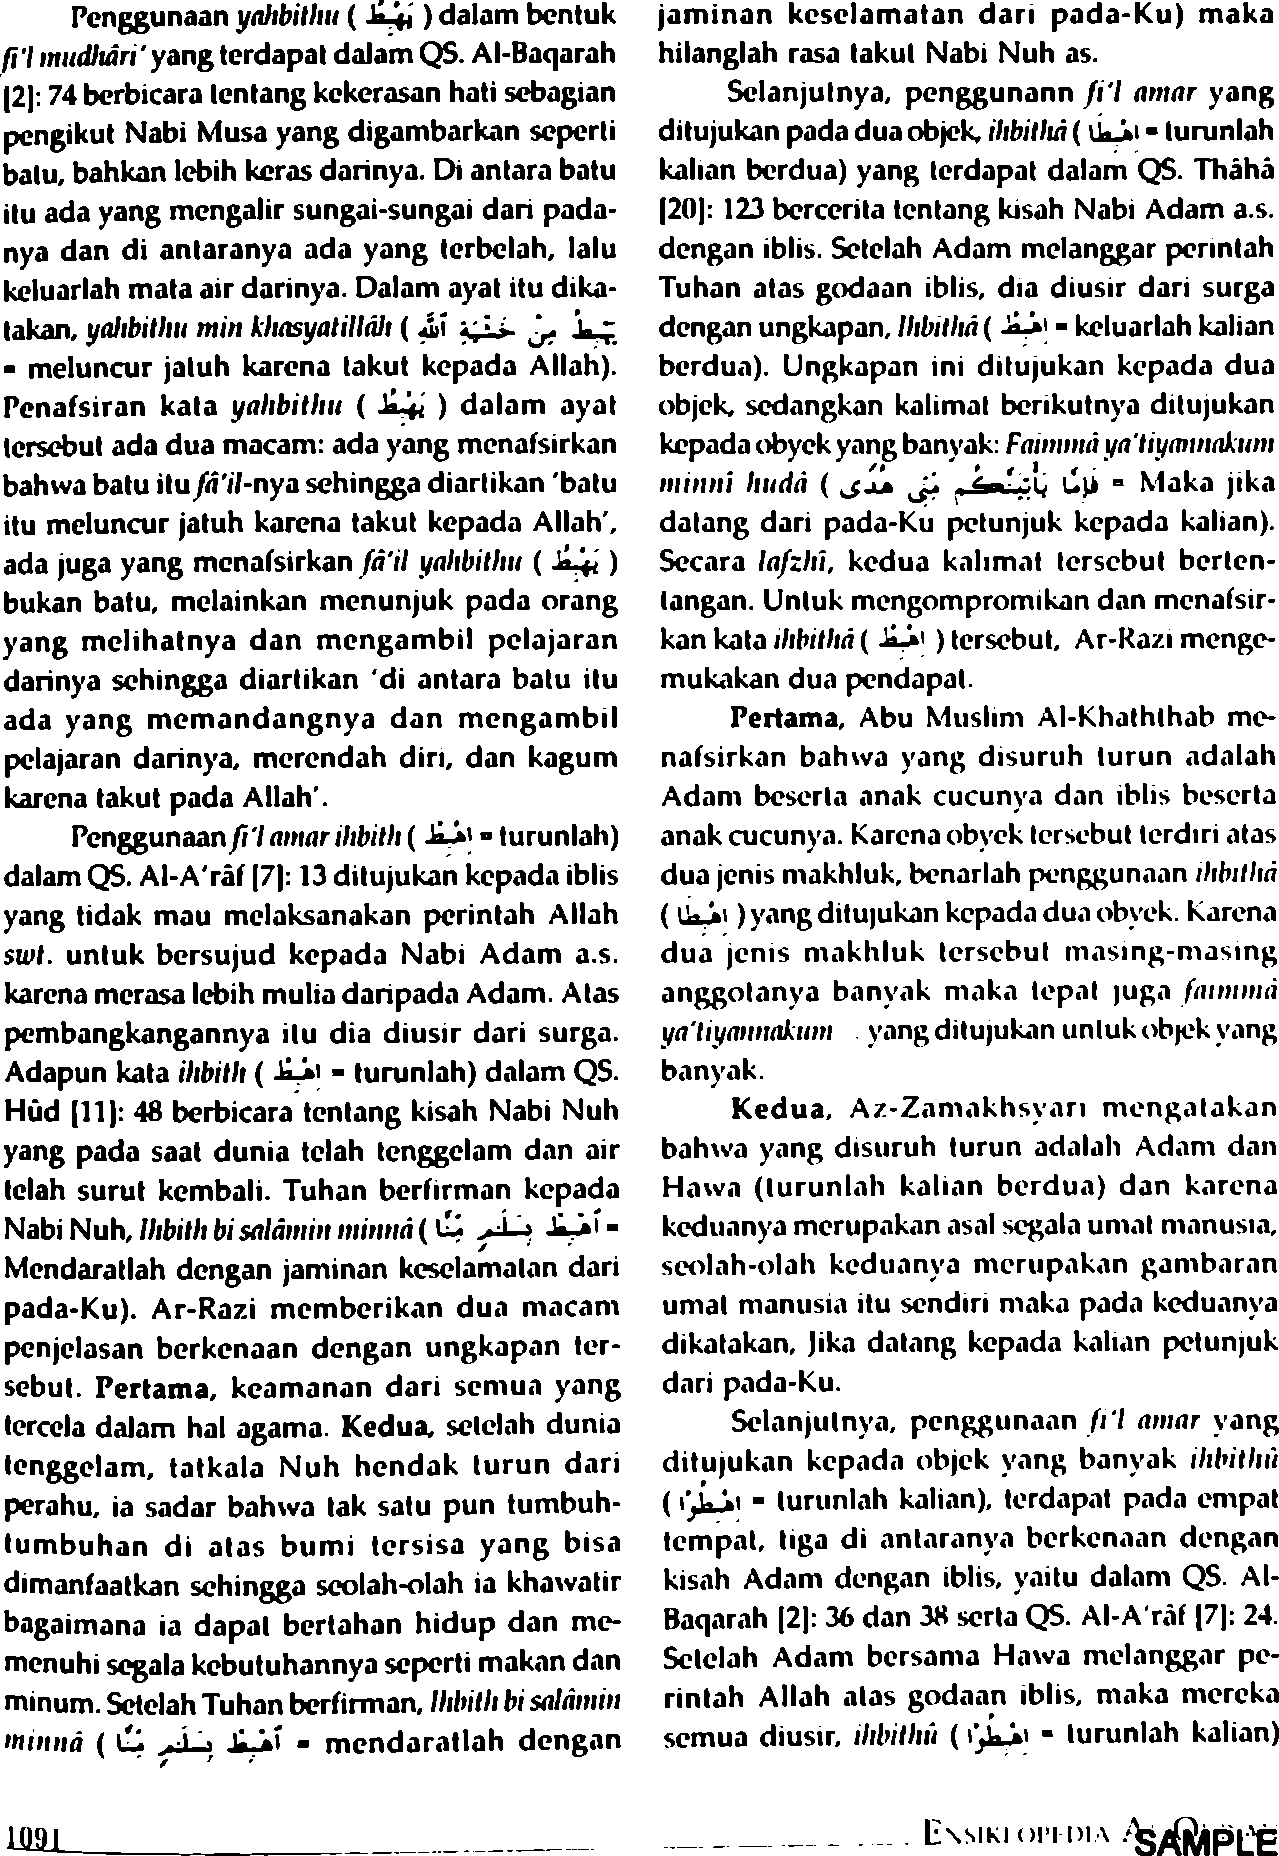 Penggunaan yahbithu ( يَهْبِطُ ) dalam bentuk
fi'l mudhâri' yang terdapat dalam QS. Al-Baqarah
[2]: 74 berbicara tentang kekerasan hati sebagian
pengikut Nabi Musa yang digambarkan seperti
batu, bahkan lebih keras darinya. Di antara batu
itu ada yang mengalir sungai-sungai dari pada-
nya dan di antaranya ada yang terbelah, lalu
keluarlah mata air darinya. Dalam ayat itu dika-
takan, yahbithu min khasyatillâh ( يَهْبِطُ مِنْ خَشْيَةِ ٱللَّهِ
= meluncur jatuh karena takut kepada Allah).
Penafsiran kata yahbithu ( يَهْبِطُ ) dalam ayat
tersebut ada dua macam: ada yang menafsirkan
bahwa batu itu fâ'il-nya sehingga diartikan 'batu
itu meluncur jatuh karena takut kepada Allah',
ada juga yang menafsirkan fâ'il yahbithu ( يَهْبِطُ )
bukan batu, melainkan menunjuk pada orang
yang melihatnya dan mengambil pelajaran
darinya sehingga diartikan 'di antara batu itu
ada yang memandangnya dan mengambil
pelajaran darinya, merendah diri, dan kagum
karena takut pada Allah'.
Penggunaan fi'l amar ihbith ( اهْبِطْ = turunlah)
dalam QS. Al-A'râf [7]: 13 ditujukan kepada iblis
yang tidak mau melaksanakan perintah Allah
swt. untuk bersujud kepada Nabi Adam a.s.
karena merasa lebih mulia daripada Adam. Atas
pembangkangannya itu dia diusir dari surga.
Adapun kata ihbith ( اهْبِطْ = turunlah) dalam QS.
Hûd [11]: 48 berbicara tentang kisah Nabi Nuh
yang pada saat dunia telah tenggelam dan air
telah surut kembali. Tuhan berfirman kepada
Nabi Nuh, Ihbith bi salâmin minnâ ( ٱهْبِطْ بِسَلَٰمٍ مِّنَّا =
Mendaratlah dengan jaminan keselamatan dari
pada-Ku). Ar-Razi memberikan dua macam
penjelasan berkenaan dengan ungkapan ter-
sebut. Pertama, keamanan dari semua yang
tercela dalam hal agama. Kedua, setelah dunia
tenggelam, tatkala Nuh hendak turun dari
perahu, ia sadar bahwa tak satu pun tumbuh-
tumbuhan di atas bumi tersisa yang bisa
dimanfaatkan sehingga seolah-olah ia khawatir
bagaimana ia dapat bertahan hidup dan me-
menuhi segala kebutuhannya seperti makan dan
minum. Setelah Tuhan berfirman, Ihbith bi salâmin
minnâ ( ٱهْبِطْ بِسَلَٰمٍ مِّنَّا = mendaratlah dengan
jaminan keselamatan dari pada-Ku) maka
hilanglah rasa takut Nabi Nuh as.
Selanjutnya, penggunann fi'l amar yang
ditujukan pada dua objek, ihbithâ ( اهْبِطَا = turunlah
kalian berdua) yang terdapat dalam QS. Thâhâ
[20]: 123 bercerita tentang kisah Nabi Adam a.s.
dengan iblis. Setelah Adam melanggar perintah
Tuhan atas godaan iblis, dia diusir dari surga
dengan ungkapan, Ihbithâ ( اهْبِطَ = keluarlah kalian
berdua). Ungkapan ini ditujukan kepada dua
objek, sedangkan kalimat berikutnya ditujukan
kepada obyek yang banyak: Faimmâ ya'tiyannakum
minnî hudâ ( فَإِمَّا يَأْتِيَنَّكُم مِّنِّى هُدًى = Maka jika
datang dari pada-Ku petunjuk kepada kalian).
Secara lafzhî, kedua kalimat tersebut berten-
tangan. Untuk mengompromikan dan menafsir-
kan kata ihbithâ ( اهْبِطَ ) tersebut, Ar-Razi menge-
mukakan dua pendapat.
Pertama, Abu Muslim Al-Khaththab me-
nafsirkan bahwa yang disuruh turun adalah
Adam beserta anak cucunya dan iblis beserta
anak cucunya. Karena obyek tersebut terdiri atas
dua jenis makhluk, benarlah penggunaan ihbithâ
( اهْبِطَا ) yang ditujukan kepada dua obyek. Karena
dua jenis makhluk tersebut masing-masing
anggotanya banyak maka tepat juga faimmâ
ya'tiyannakum . yang ditujukan untuk objek yang
banyak.
Kedua, Az-Zamakhsyari mengatakan
bahwa yang disuruh turun adalah Adam dan
Hawa (turunlah kalian berdua) dan karena
keduanya merupakan asal segala umat manusia,
seolah-olah keduanya merupakan gambaran
umat manusia itu sendiri maka pada keduanya
dikatakan, Jika datang kepada kalian petunjuk
dari pada-Ku.
Selanjutnya, penggunaan fi'l amar yang
ditujukan kepada objek yang banyak ihbithû
( اهْبِطُوْا = turunlah kalian), terdapat pada empat
tempat, tiga di antaranya berkenaan dengan
kisah Adam dengan iblis, yaitu dalam QS. Al-
Baqarah [2]: 36 dan 38 serta QS. Al-A'râf [7]: 24.
Setelah Adam bersama Hawa melanggar pe-
rintah Allah atas godaan iblis, maka mereka
semua diusir, ihbithû ( اهْبِطُوْا = turunlah kalian)
1091
ENSIKLOPEDIA
SAMPLE